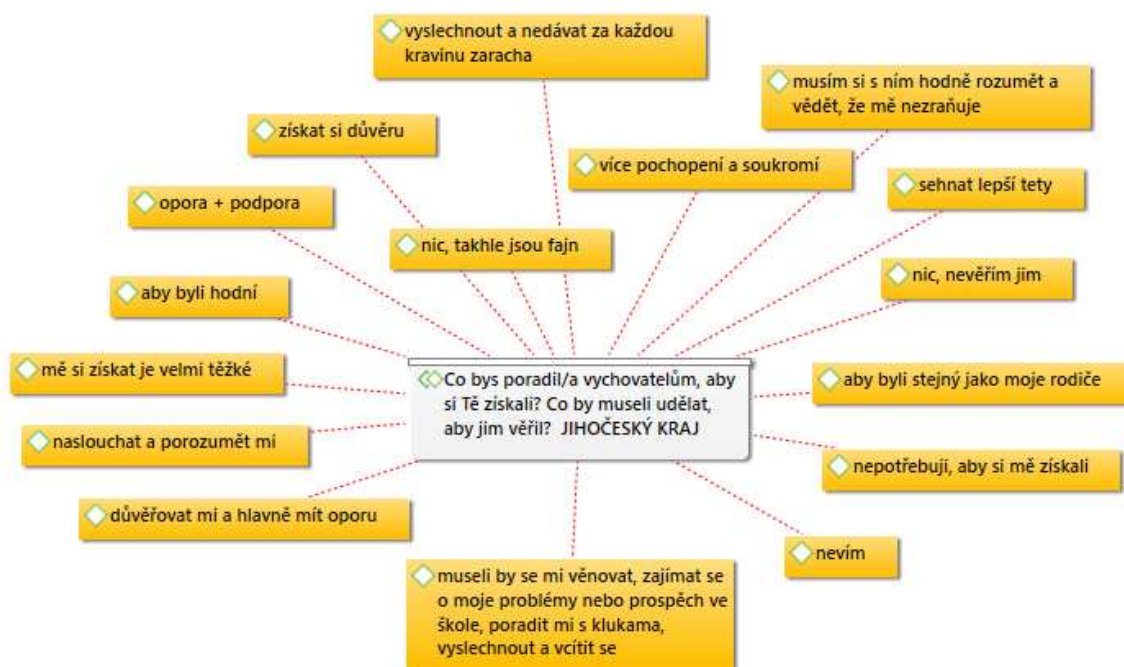 vyslechnout a nedávat za každou
kravinu zaracha
musím si s ním hodně rozumět a
vědět, že mě nezraňuje
získat si důvěru
více pochopení a soukromí
sehnat lepší tety
opora + podpora
nic, takhle jsou fajn
nic, nevěřím jim
aby byli hodní
mě si získat je velmi těžké
Co bys poradil/a vychovatelům, aby
si Tě získali? Co by museli udělat,
aby jim věřil? JIHOČESKÝ KRAJ
aby byli stejný jako moje rodiče
naslouchat a porozumět mi
nepotřebuji, aby si mě získali
důvěřovat mi a hlavně mít oporu
nevím
museli by se mi věnovat, zajímat se
o moje problémy nebo prospěch ve
škole, poradit mi s klukama,
vyslechnout a vcítit se